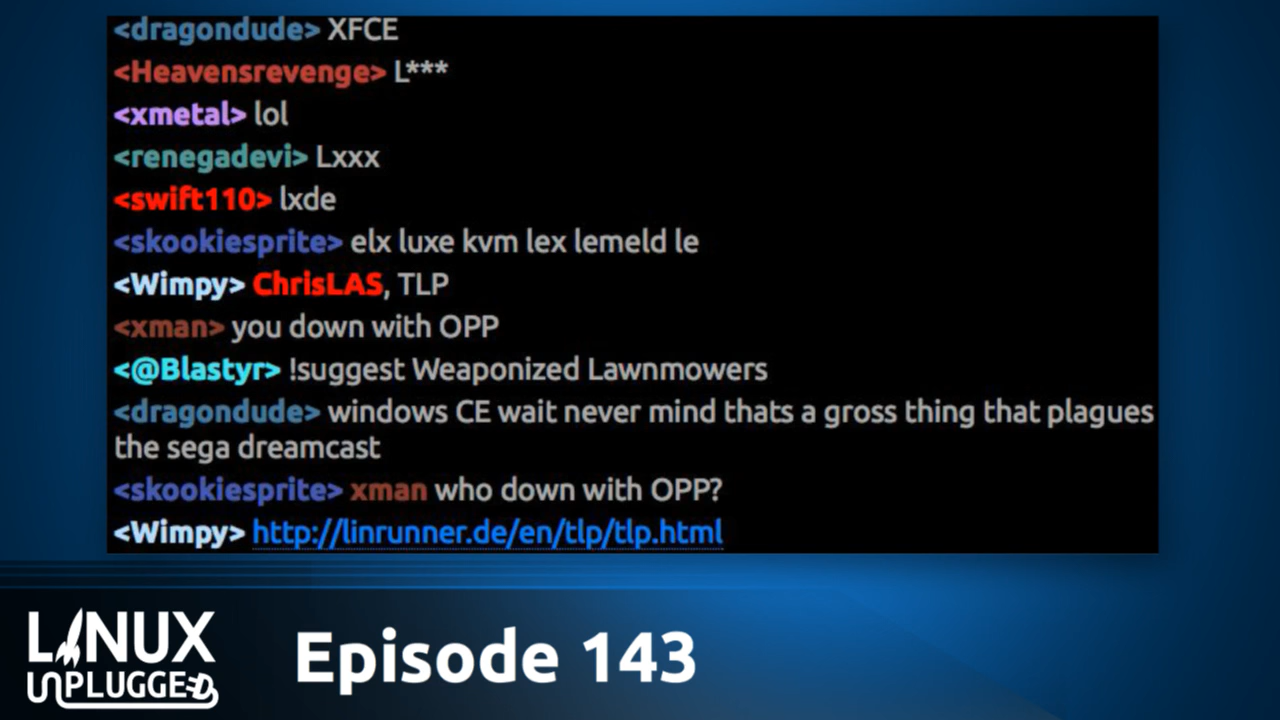 <dragondude> XFCE
<Heavensrevenge> L***
<xmetal> lol
<renegadevi> Lxxx
<swift110> lxde
<skookiesprite> elx luxe kvm lex lemeld le
<Wimpy> ChrisLAS, TLP
<xman> you down with OPP
<@Blastyr> !suggest Weaponized Lawnmowers
<dragondude> windows CE wait never mind thats a gross thing that plagues
the sega dreamcast
<skookiesprite> xman who down with OPP?
<Wimpy> http://linrunner.de/en/tlp/tlp.html
LINUX
UNPLUGGED
Episode 143